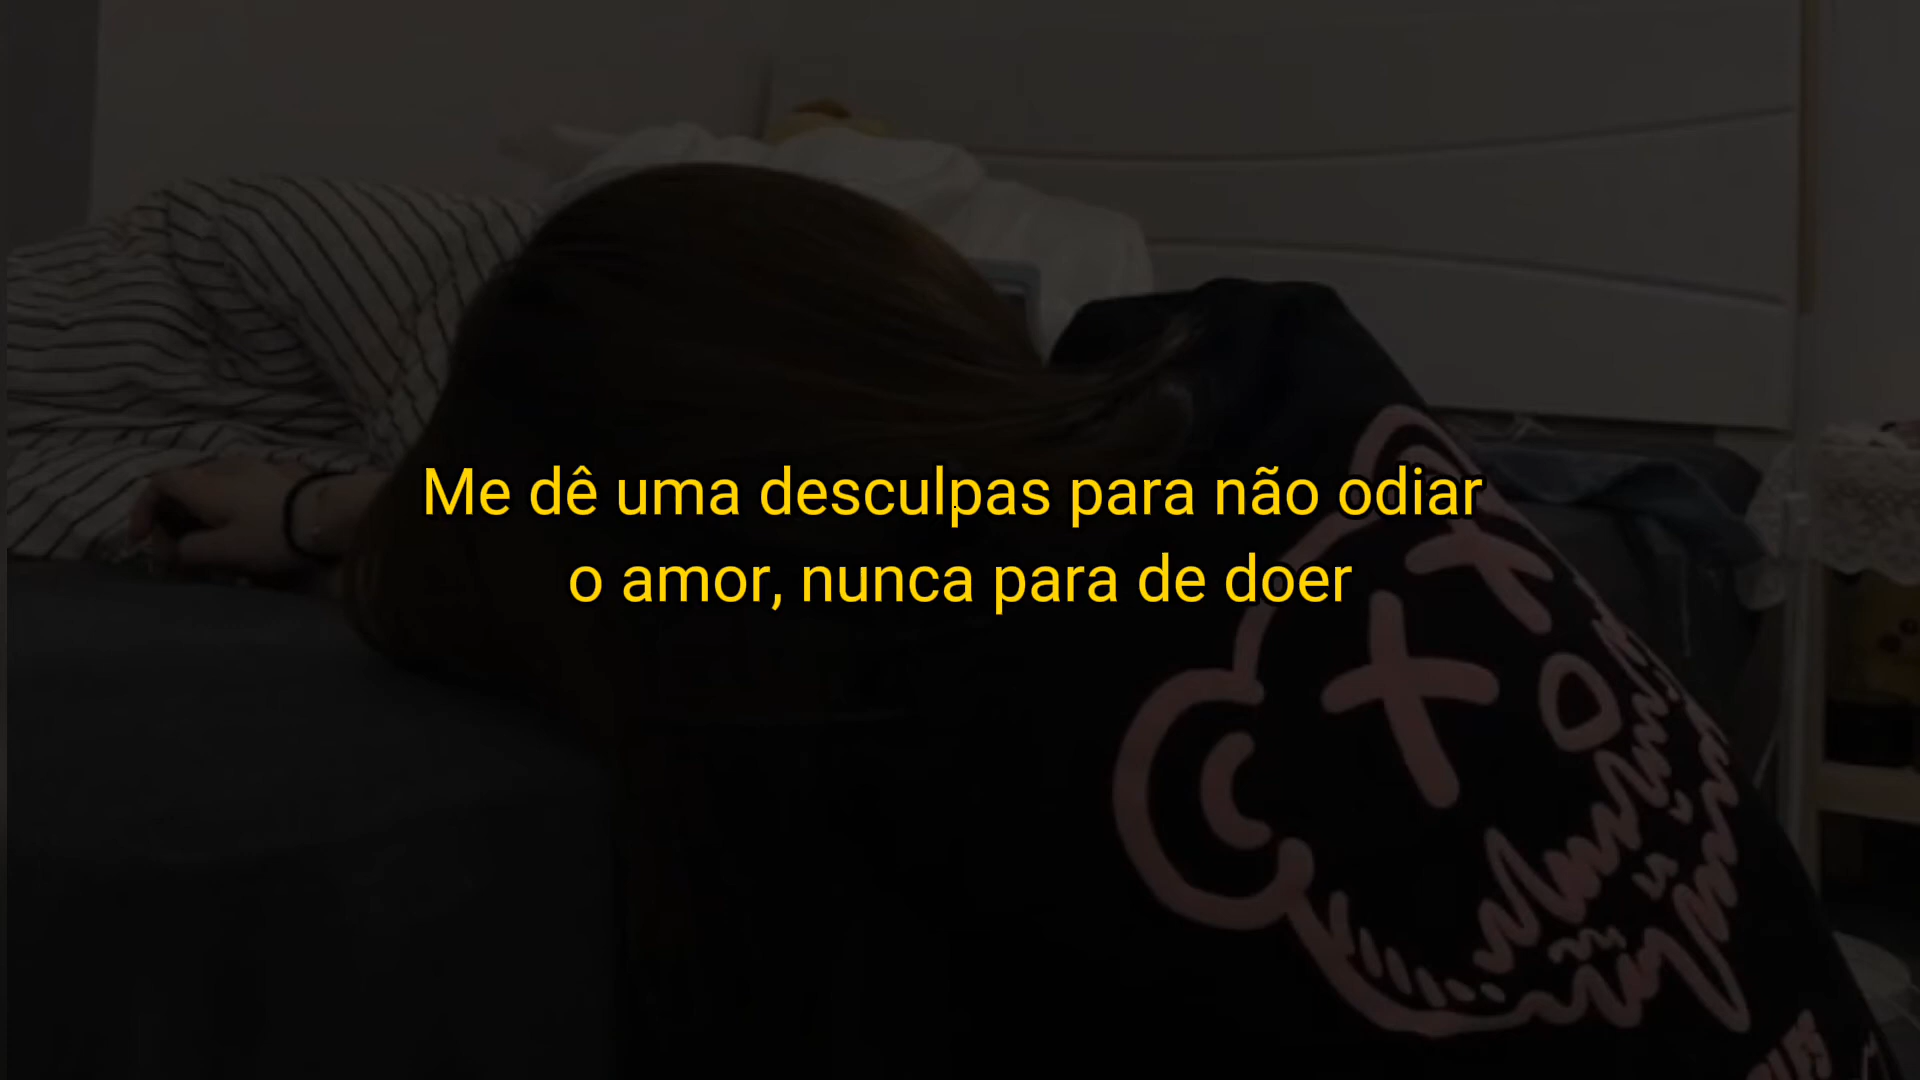 Me dê uma desculpas para não odiar
o amor, nunca para de doer